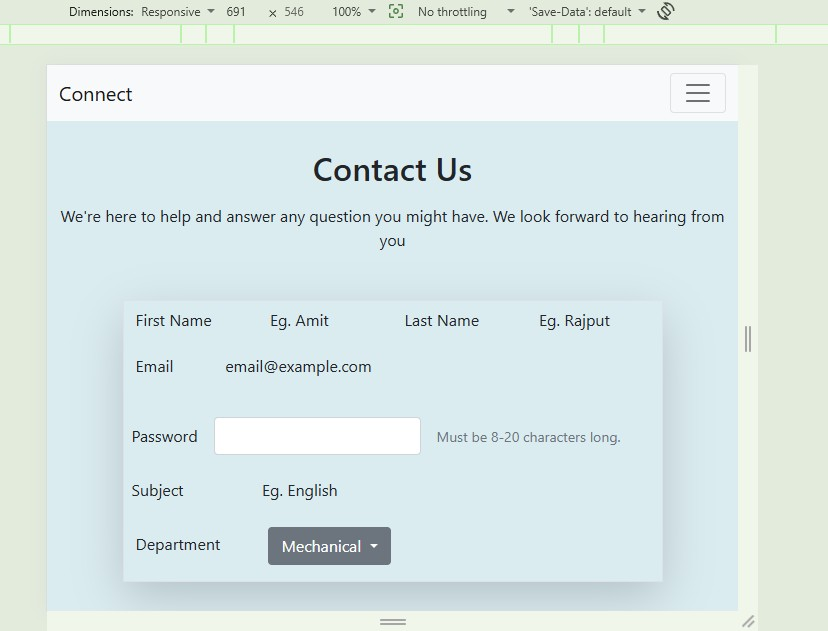 Dimensions: Responsive 691 × 546 100% No throttling 'Save-Data': default
Connect
Contact Us
We're here to help and answer any question you might have. We look forward to hearing from
you
First Name Eg. Amit Last Name Eg. Rajput
Email email@example.com
Password Must be 8-20 characters long.
Subject Eg. English
Department Mechanical